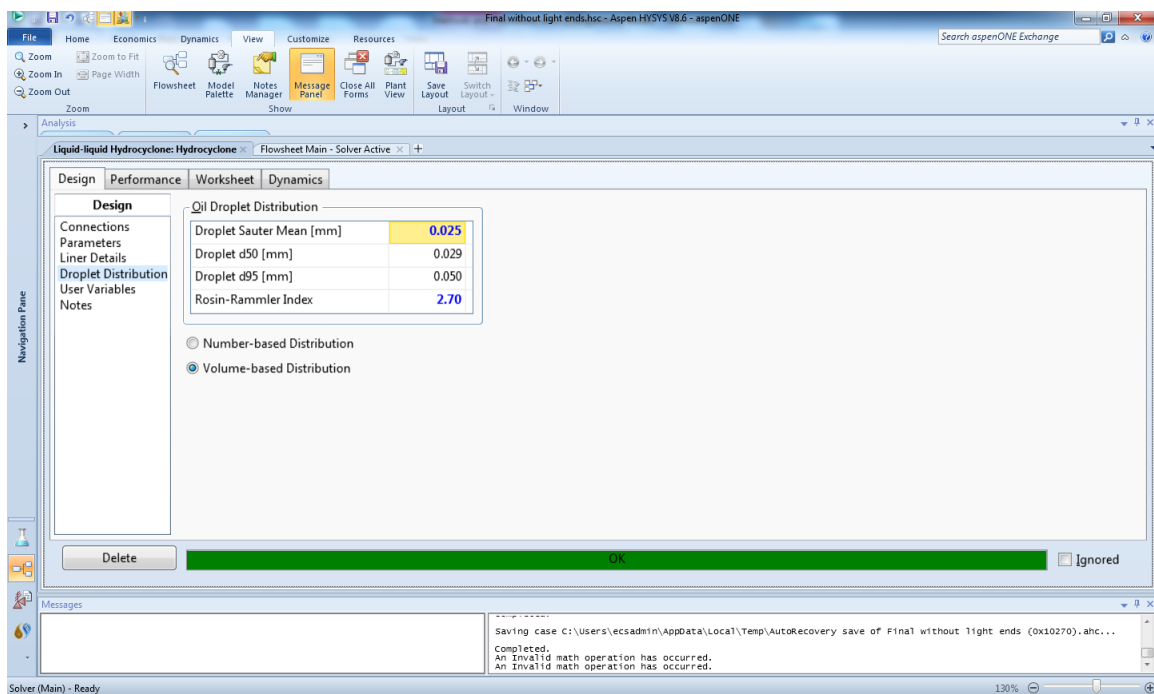 Final without light ends.hsc - Aspen HYSYS V8.6 - aspenONE
File Home Economics Dynamics View Customize Resources Search aspenONE Exchange
Zoom Zoom to Fit
Zoom In Page Width
Zoom Out
Flowsheet Model Palette Notes Manager Message Panel Close All Forms Plant View Save Layout Switch Layout
Zoom Show Layout Window
Analysis
Liquid-liquid Hydrocyclone: Hydrocyclone Flowsheet Main - Solver Active
Design Performance Worksheet Dynamics
Design
Connections
Parameters
Liner Details
Droplet Distribution
User Variables
Notes
Oil Droplet Distribution
Droplet Sauter Mean [mm] 0.025
Droplet d50 [mm] 0.029
Droplet d95 [mm] 0.050
Rosin-Rammler Index 2.70
Number-based Distribution
Volume-based Distribution
Navigation Pane
Delete OK Ignored
Messages
Saving case C:\Users\ecsadmin\AppData\Local\Temp\AutoRecovery save of Final without light ends (0x10270).ahc...
Completed.
An Invalid math operation has occurred.
An Invalid math operation has occurred.
Solver (Main) - Ready 130%